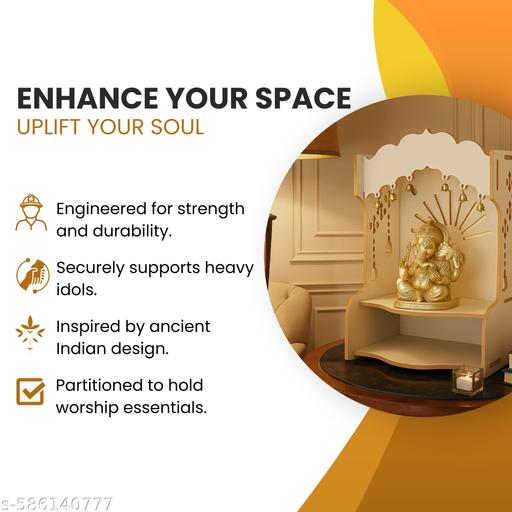 ENHANCE YOUR SPACE
UPLIFT YOUR SOUL
Engineered for strength
and durability.
Securely supports heavy
idols.
Inspired by ancient
Indian design.
Partitioned to hold
worship essentials.
s-586140777